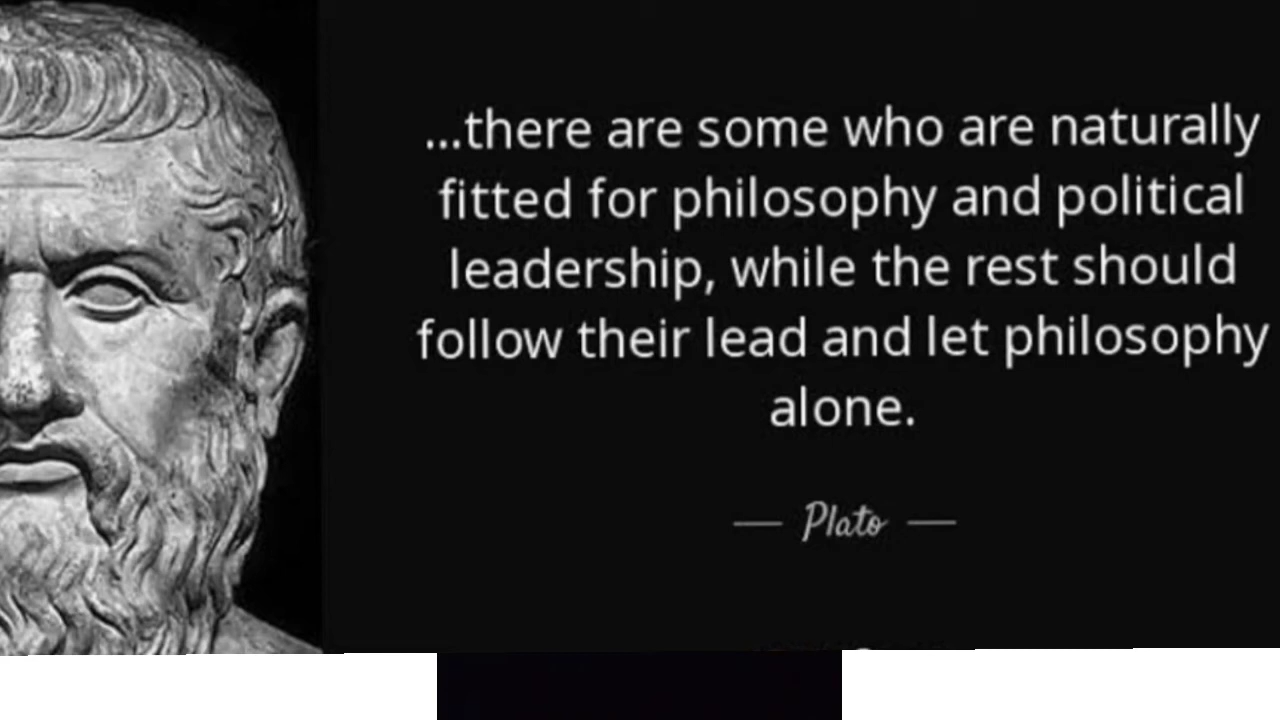 ...there are some who are naturally
fitted for philosophy and political
leadership, while the rest should
follow their lead and let philosophy
alone.
— Plato —